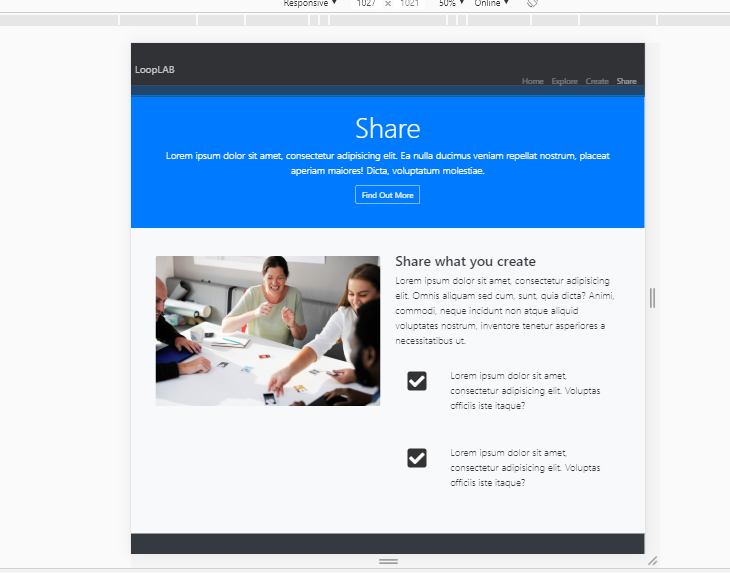 Responsive ▼ 1027 × 1021 50% ▼ Online ▼
LoopLAB
Home Explore Create Share
Share
Lorem ipsum dolor sit amet, consectetur adipisicing elit. Ea nulla ducimus veniam repellat nostrum, placeat
aperiam maiores! Dicta, voluptatum molestiae.
Find Out More
Share what you create
Lorem ipsum dolor sit amet, consectetur adipisicing
elit. Omnis aliquam sed cum, sunt, quia dicta? Animi,
commodi, neque incidunt non atque aliquid
voluptates nostrum, inventore tenetur asperiores a
necessitatibus ut.
Lorem ipsum dolor sit amet,
consectetur adipisicing elit. Voluptas
officiis iste itaque?
Lorem ipsum dolor sit amet,
consectetur adipisicing elit. Voluptas
officiis iste itaque?